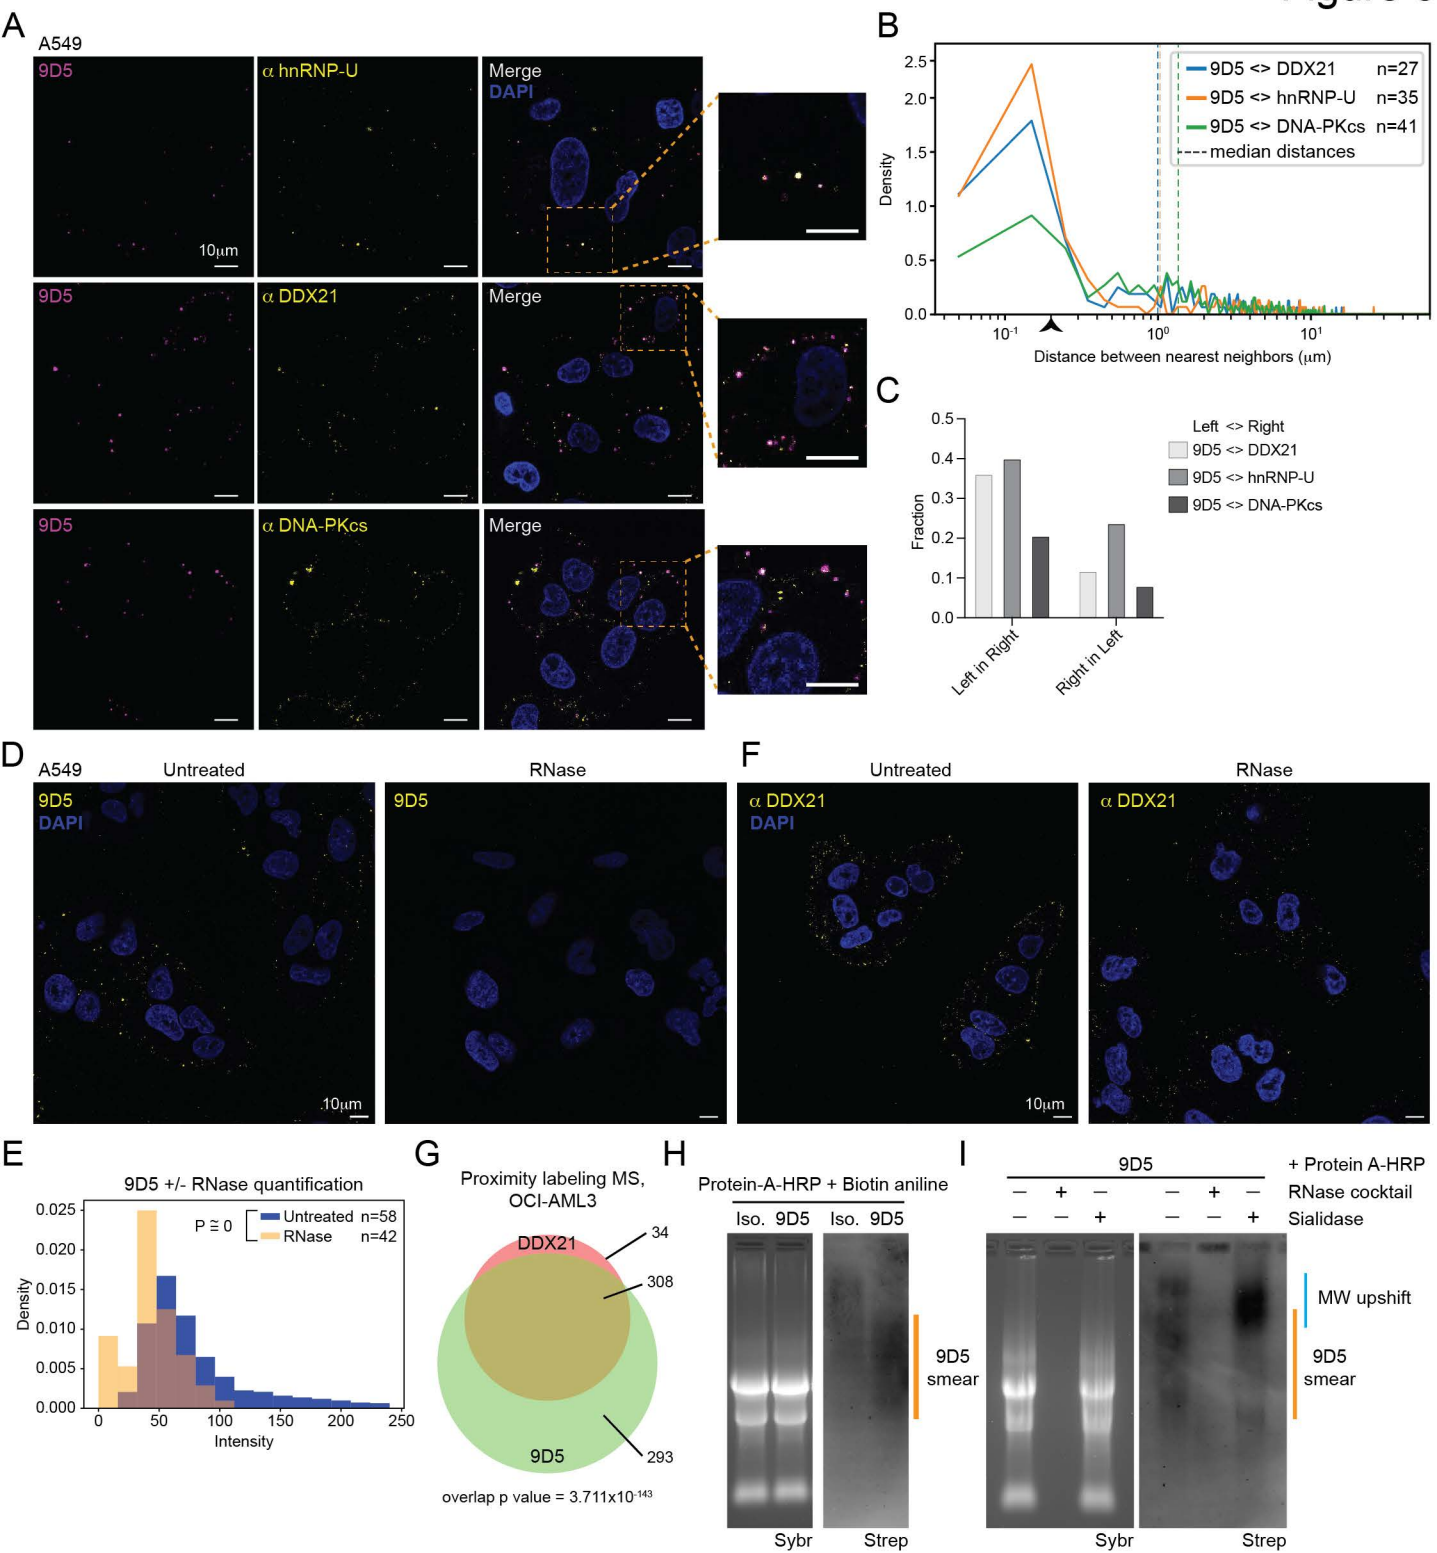 A
A549
9D5
α hnRNP-U
Merge
DAPI
10μm
9D5
α DDX21
Merge
9D5
α DNA-PKcs
Merge
B
2.5
2.0
1.5
1.0
0.5
0.0
Density
9D5 <> DDX21 n=27
9D5 <> hnRNP-U n=35
9D5 <> DNA-PKcs n=41
median distances
10-1 100 101
Distance between nearest neighbors (μm)
C
0.5
0.4
0.3
0.2
0.1
0.0
Fraction
Left <> Right
9D5 <> DDX21
9D5 <> hnRNP-U
9D5 <> DNA-PKcs
Left in Right
Right in Left
D
A549
Untreated
RNase
9D5
DAPI
9D5
10μm
F
Untreated
RNase
α DDX21
DAPI
α DDX21
10μm
E
9D5 +/- RNase quantification
0.025
0.020
0.015
0.010
0.005
0.000
Density
P ≅ 0
Untreated n=58
RNase n=42
0 50 100 150 200 250
Intensity
G
Proximity labeling MS,
OCI-AML3
DDX21
34
308
9D5
293
overlap p value = 3.711x10-143
H
Protein-A-HRP + Biotin aniline
Iso. 9D5 Iso. 9D5
9D5
smear
Sybr
Strep
I
9D5
+ Protein A-HRP
– + – – + – RNase cocktail
– – + – – + Sialidase
MW upshift
9D5
smear
Sybr
Strep